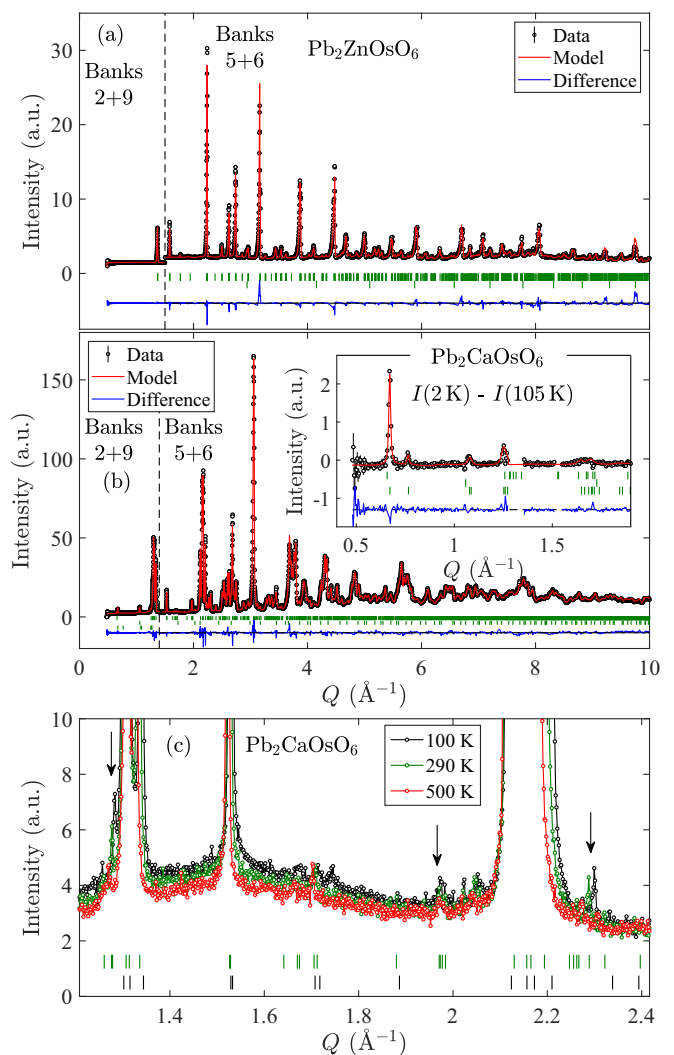 (a)
Pb₂ZnOsO₆
Banks 2+9
Banks 5+6
Data
Model
Difference
Intensity (a.u.)
30
20
10
0
(b)
Banks 2+9
Banks 5+6
Data
Model
Difference
Intensity (a.u.)
150
100
50
0
0
2
4
6
8
10
Q (Å⁻¹)
Pb₂CaOsO₆
I(2 K) - I(105 K)
Intensity (a.u.)
2
1
0
-1
0.5
1
1.5
Q (Å⁻¹)
(c)
Pb₂CaOsO₆
100 K
290 K
500 K
Intensity (a.u.)
10
8
6
4
2
0
1.4
1.6
1.8
2
2.2
2.4
Q (Å⁻¹)